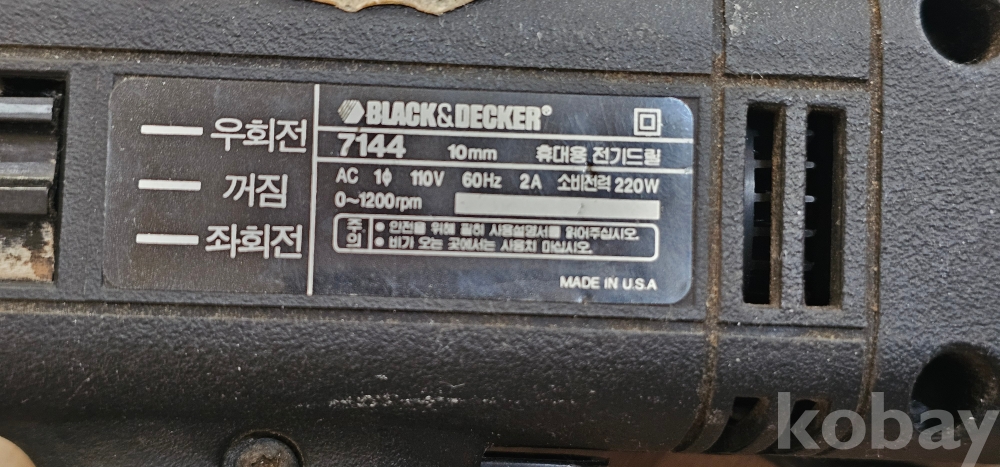 우회전
꺼짐
좌회전
BLACK&DECKER®
7144 10mm 휴대용 전기드릴
AC 1ϕ 110V 60Hz 2A 소비전력 220W
0~1200rpm
주의
• 안전을 위해 필히 사용설명서를 읽어주십시오.
• 비가 오는 곳에서는 사용치 마십시오.
MADE IN U.S.A
kobay